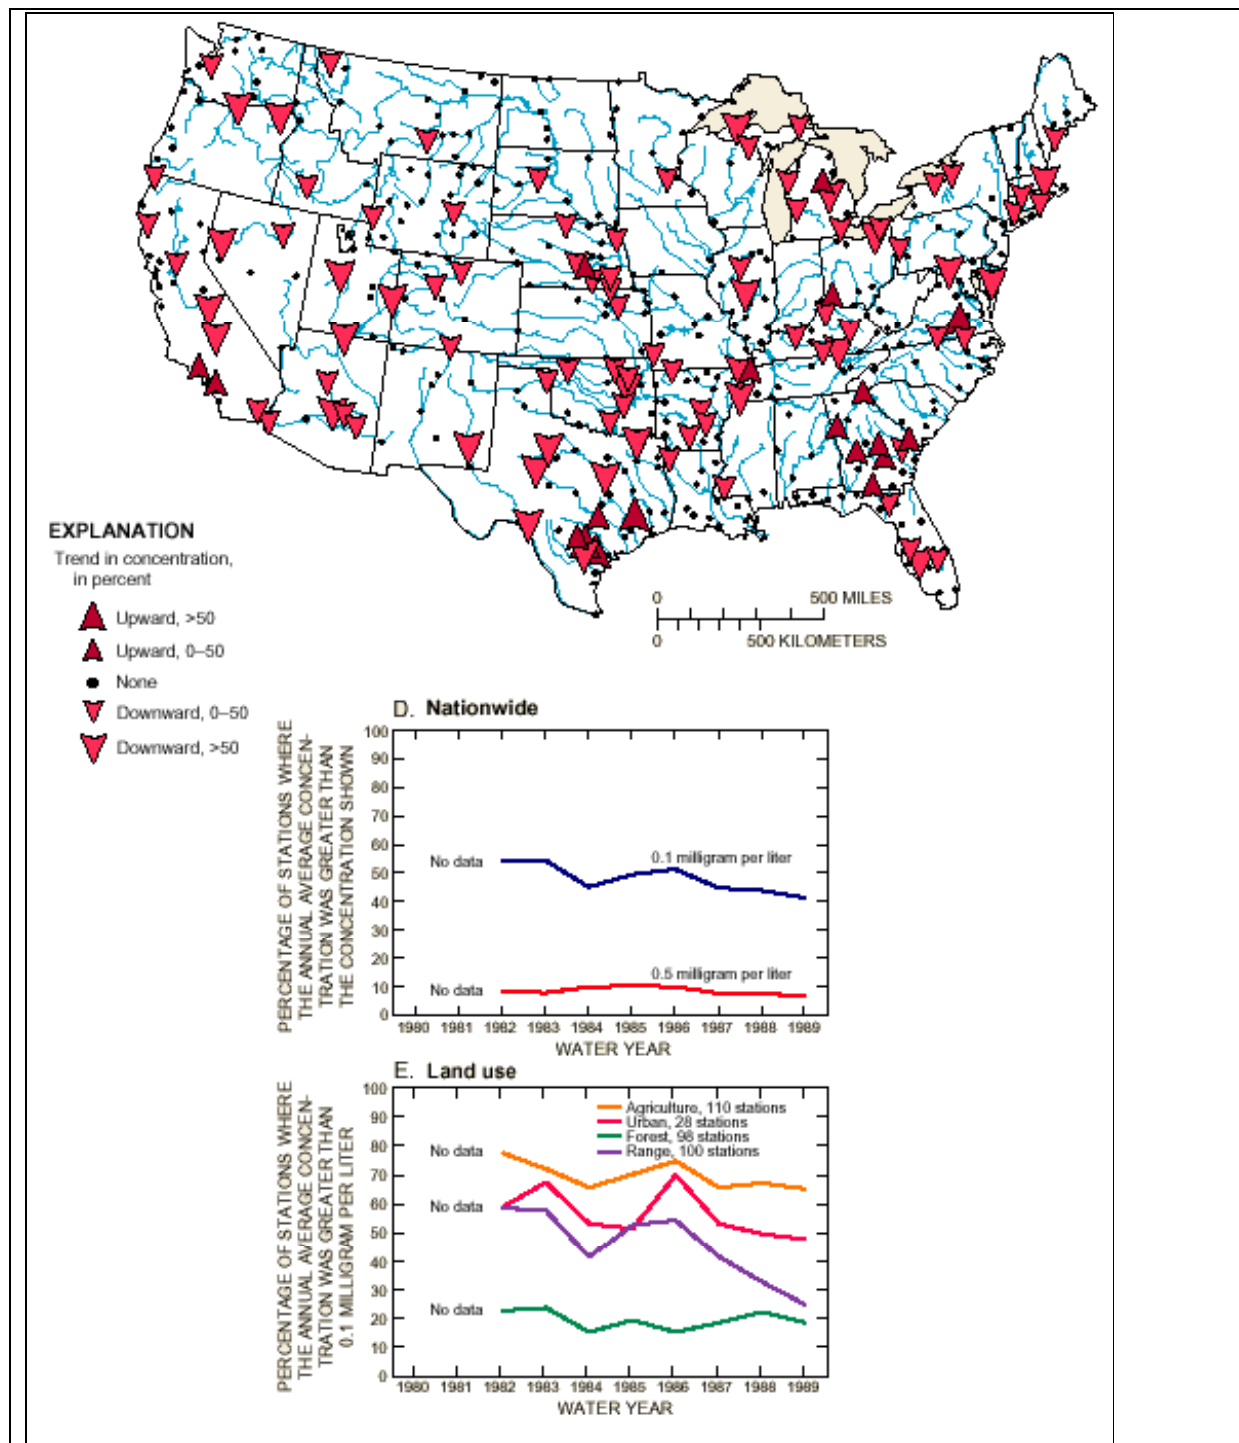 EXPLANATION
Trend in concentration,
in percent
Upward, >50
Upward, 0–50
None
Downward, 0–50
Downward, >50
0 500 MILES
0 500 KILOMETERS
D. Nationwide
PERCENTAGE OF STATIONS WHERE
THE ANNUAL AVERAGE CONCEN-
TRATION WAS GREATER THAN
THE CONCENTRATION SHOWN
100
90
80
70
60
50
40
30
20
10
0
No data
0.1 milligram per liter
No data
0.5 milligram per liter
1980 1981 1982 1983 1984 1985 1986 1987 1988 1989
WATER YEAR
E. Land use
PERCENTAGE OF STATIONS WHERE
THE ANNUAL AVERAGE CONCEN-
TRATION WAS GREATER THAN
0.1 MILLIGRAM PER LITER
100
90
80
70
60
50
40
30
20
10
0
Agriculture, 110 stations
Urban, 28 stations
Forest, 98 stations
Range, 100 stations
No data
No data
No data
1980 1981 1982 1983 1984 1985 1986 1987 1988 1989
WATER YEAR